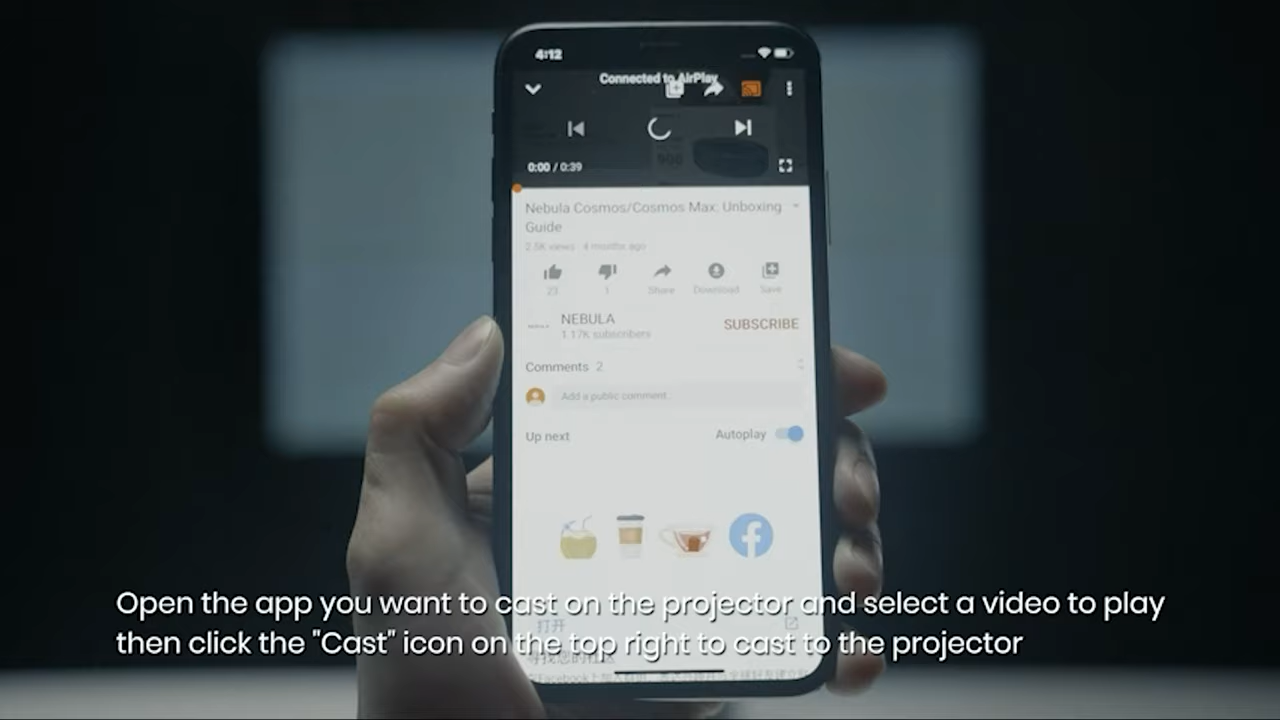 4:12
Connected to AirPlay
0:00 / 0:39
Nebula Cosmos/Cosmos Max: Unboxing
Guide
2.5K views · 4 months ago
23
1
Share
Download
Save
NEBULA
1.17K subscribers
SUBSCRIBE
Comments 2
Add a public comment
Up next
Autoplay
Open the app you want to cast on the projector and select a video to play
打开
then click the "Cast" icon on the top right to cast to the projector